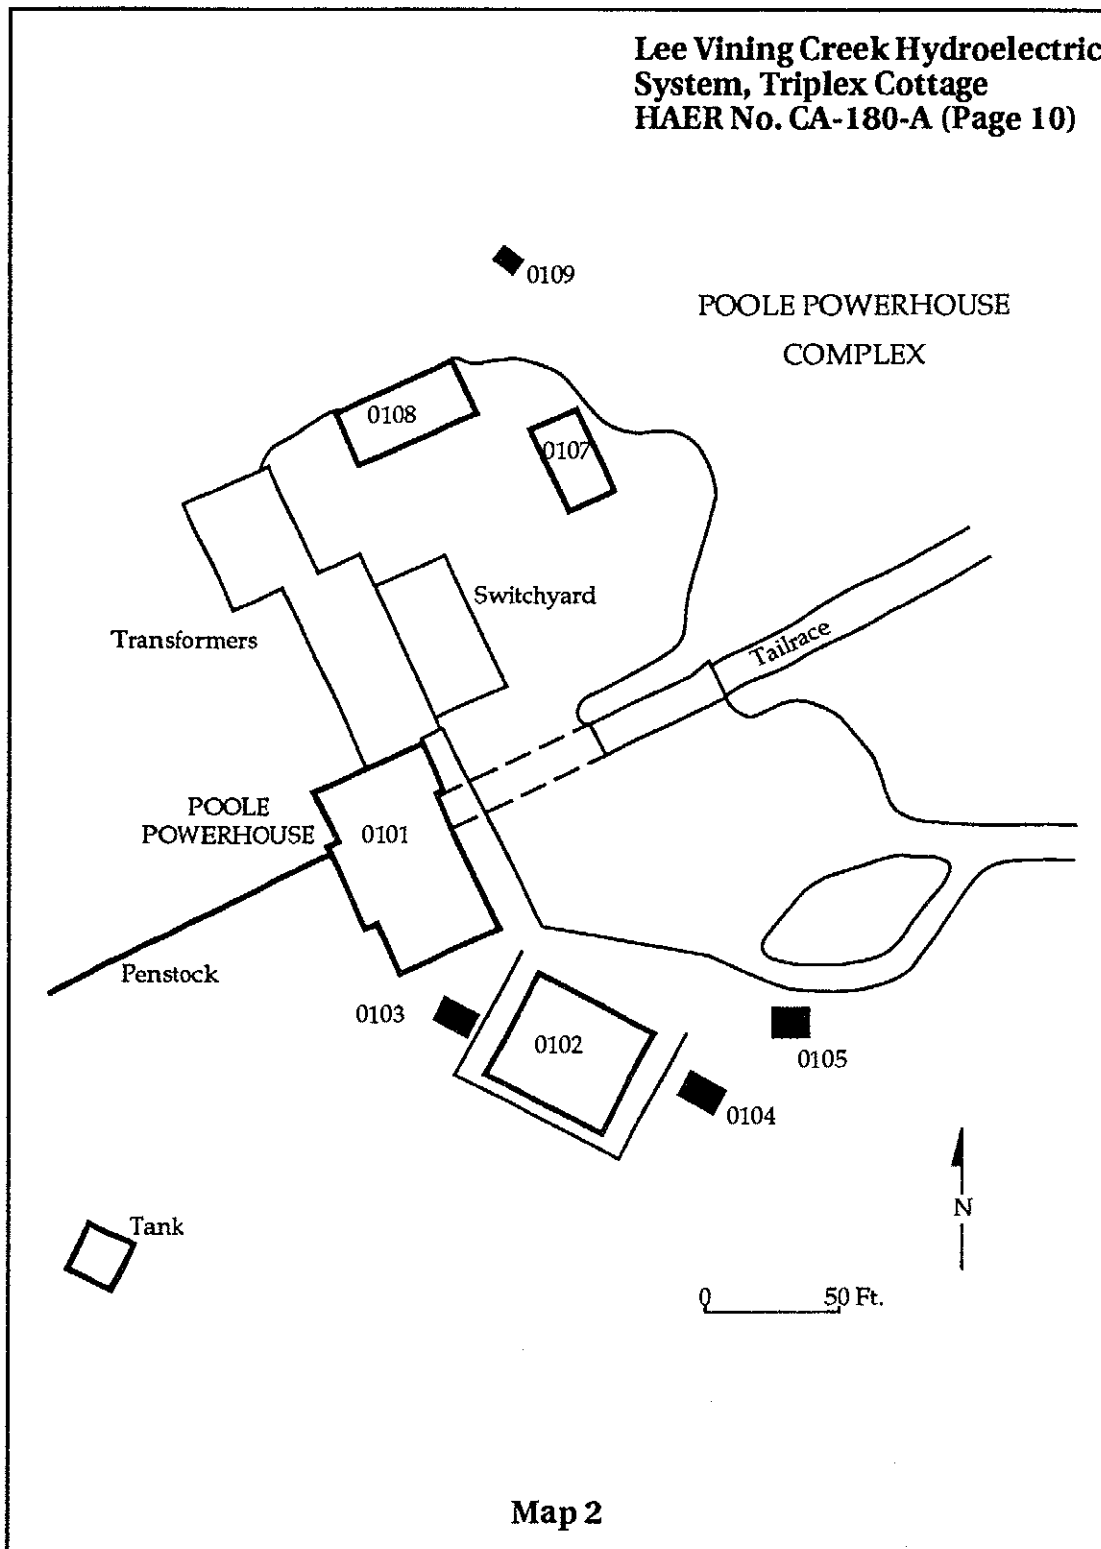 Lee Vining Creek Hydroelectric
System, Triplex Cottage
HAER No. CA-180-A (Page 10)
0109
POOLE POWERHOUSE
COMPLEX
0108
0107
Switchyard
Transformers
Tailrace
POOLE
POWERHOUSE
0101
Penstock
0103
0102
0105
0104
Tank
N
0 50 Ft.
Map 2